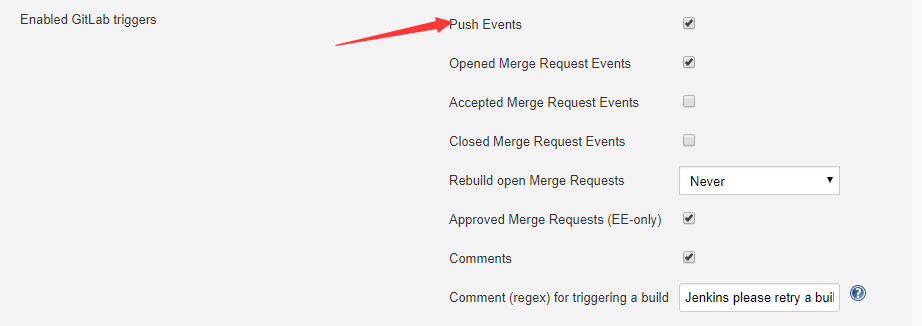 Enabled GitLab triggers
Push Events
Opened Merge Request Events
Accepted Merge Request Events
Closed Merge Request Events
Rebuild open Merge Requests
Never
Approved Merge Requests (EE-only)
Comments
Comment (regex) for triggering a build
Jenkins please retry a buil